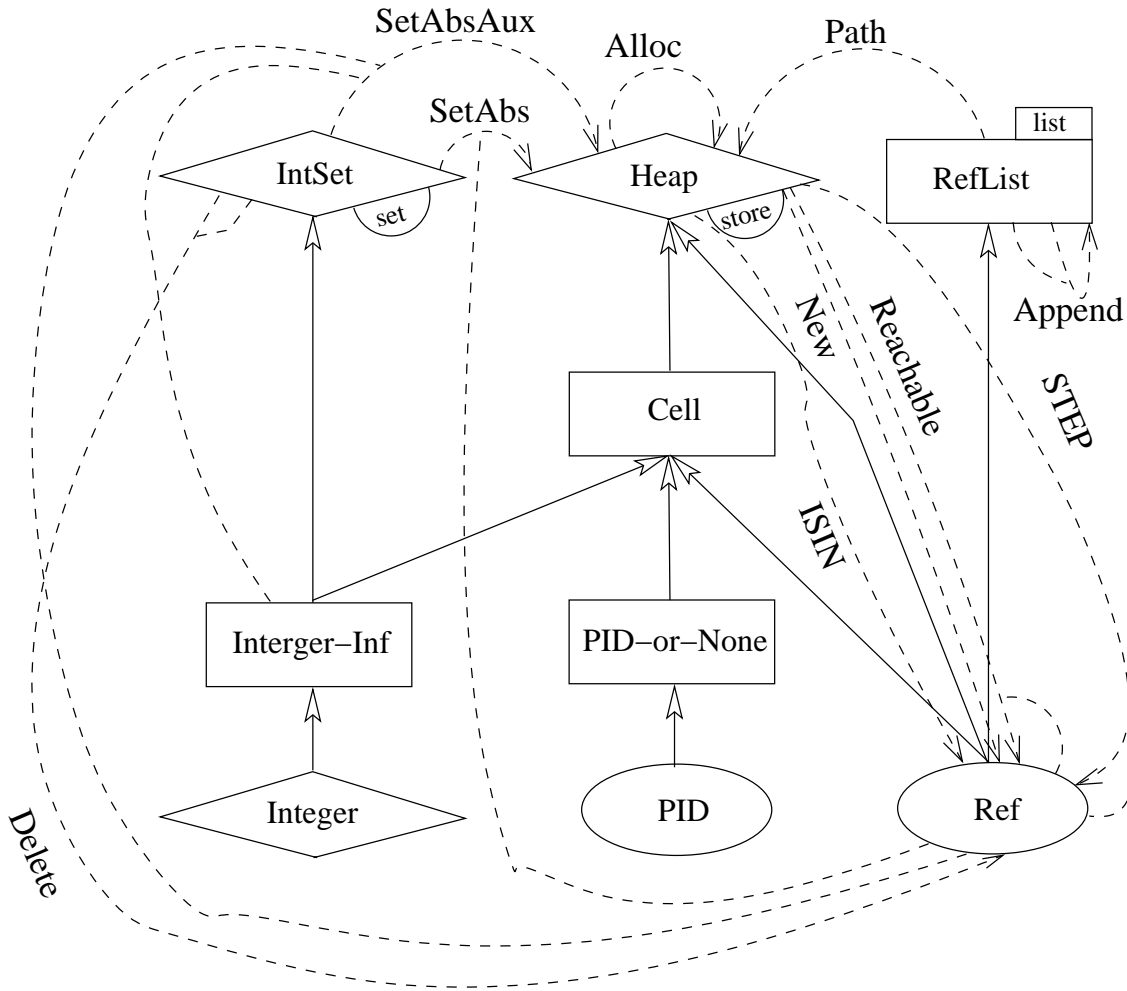 SetAbsAux
Path
Alloc
SetAbs
list
IntSet
Heap
RefList
set
store
New
Reachable
Append
Cell
STEP
ISIN
Interger–Inf
PID–or–None
Integer
PID
Ref
Delete